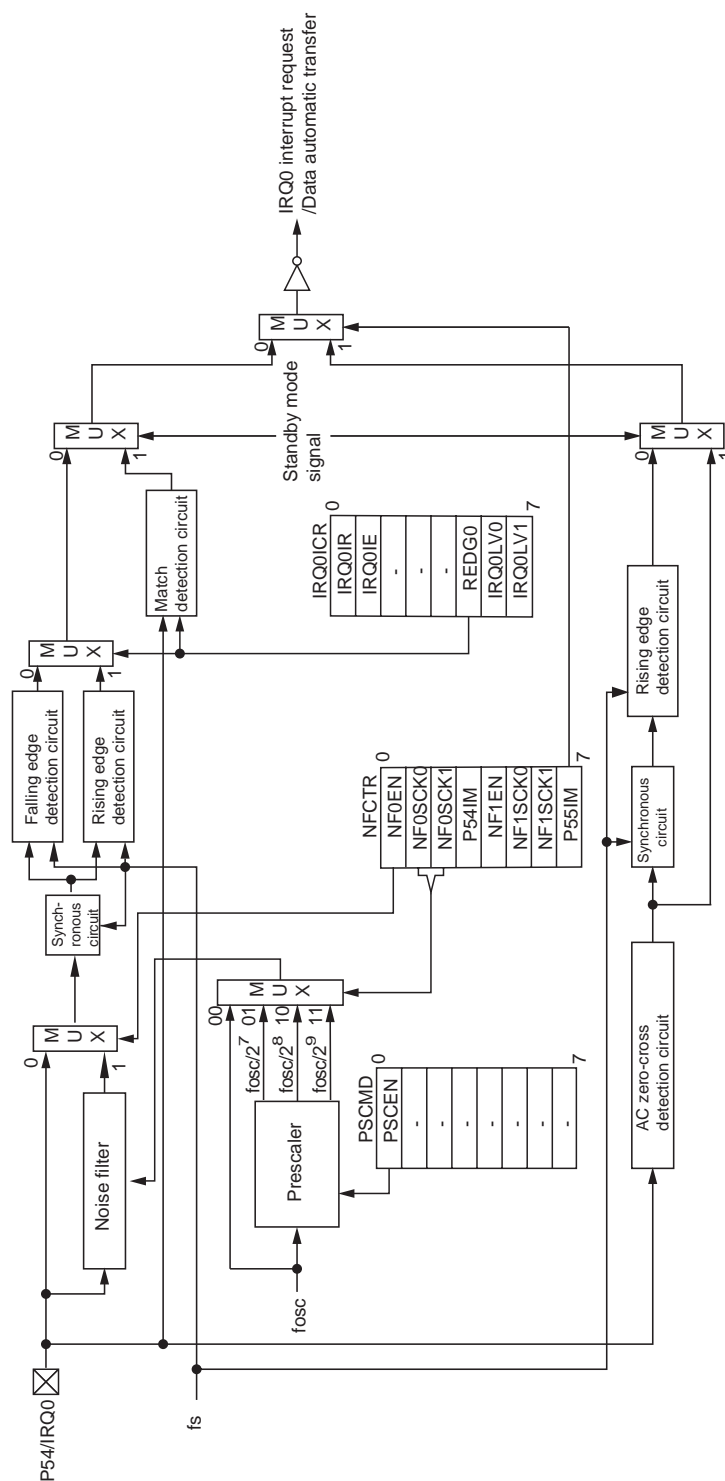 P54/IRQ0
0
1
M
U
X
Noise filter
Synch-
ronous
circuit
Falling edge
detection circuit
Rising edge
detection circuit
0
1
M
U
X
Match
detection circuit
0
1
M
U
X
Standby mode
signal
0
1
M
U
X
IRQ0 interrupt request
/Data automatic transfer
fs
fosc
Prescaler
00
01
10
11
fosc/2^7
fosc/2^8
fosc/2^9
M
U
X
PSCMD
0
PSCEN
-
-
-
-
-
-
-
7
NFCTR
0
NF0EN
NF0SCK0
NF0SCK1
P54IM
NF1EN
NF1SCK0
NF1SCK1
P55IM
7
IRQ0ICR
0
IRQ0IR
IRQ0IE
-
-
-
REDG0
IRQ0LV0
IRQ0LV1
7
AC zero-cross
detection circuit
Synchronous
circuit
Rising edge
detection circuit
0
1
M
U
X